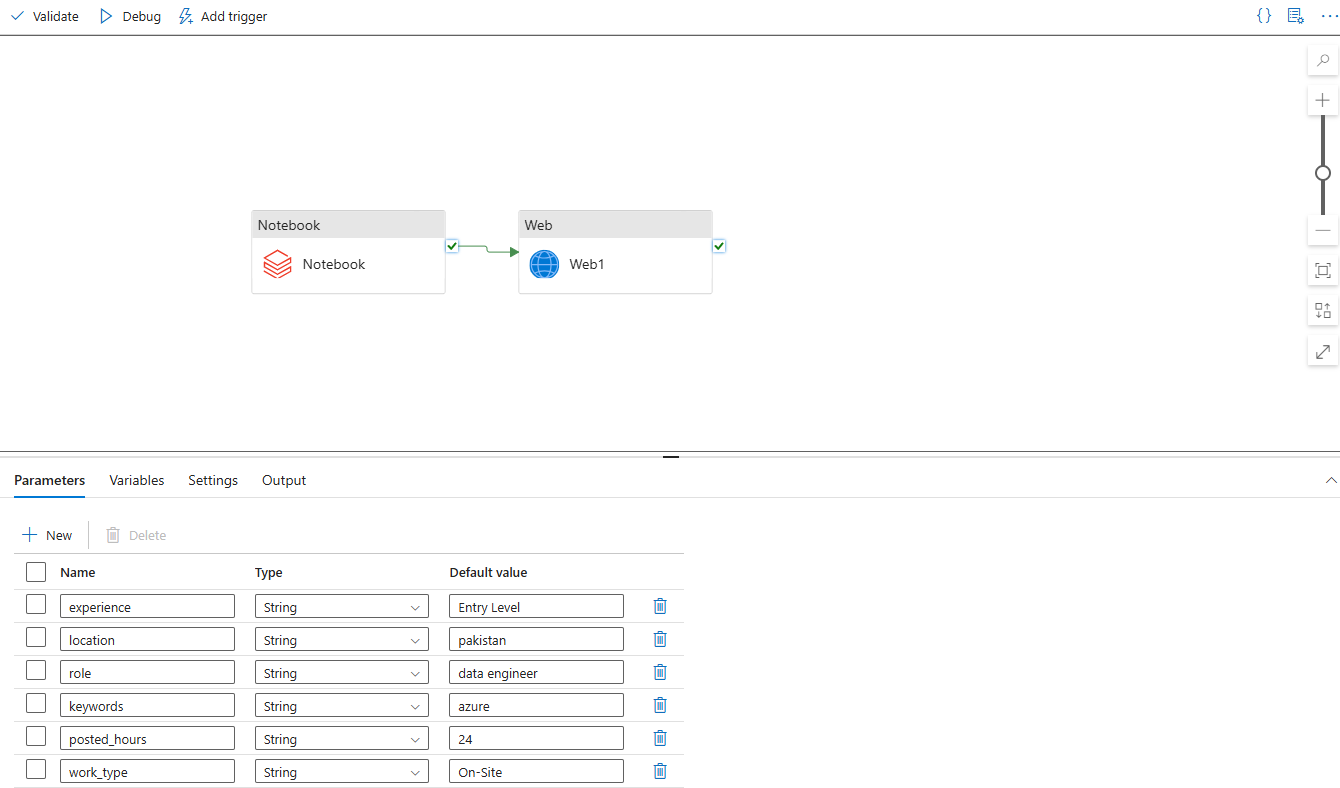 Validate Debug Add trigger {} ...
Notebook Web
Notebook Web1
Parameters Variables Settings Output
New Delete
Name Type Default value
experience String Entry Level
location String pakistan
role String data engineer
keywords String azure
posted_hours String 24
work_type String On-Site